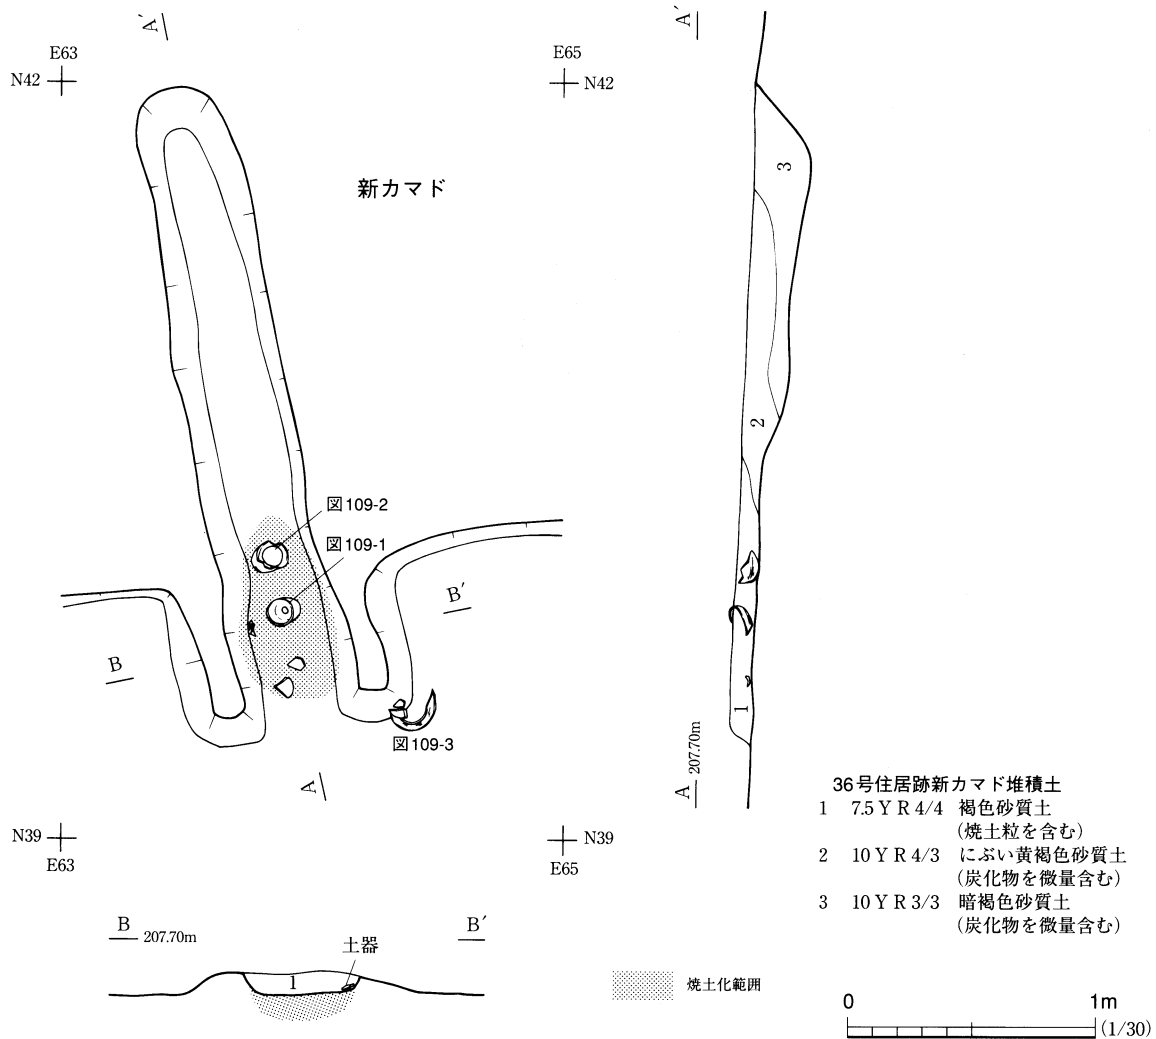 A′
A′
E63
E65
N42
N42
新カマド
3
2
図109-2
図109-1
B′
B
1
図109-3
A
A 207.70m
36号住居跡新カマド堆積土
1 7.5YR4/4 褐色砂質土
(焼土粒を含む)
2 10YR4/3 にぶい黄褐色砂質土
(炭化物を微量含む)
3 10YR3/3 暗褐色砂質土
(炭化物を微量含む)
N39
N39
E63
E65
B 207.70m
B′
土器
1
焼土化範囲
0 1m
(1/30)